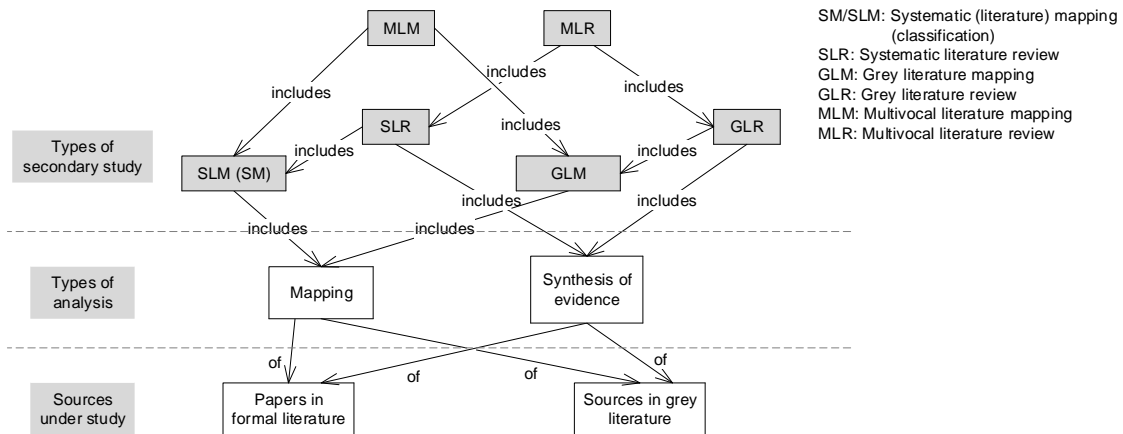 MLM
MLR
SM/SLM: Systematic (literature) mapping
(classification)
SLR: Systematic literature review
GLM: Grey literature mapping
GLR: Grey literature review
MLM: Multivocal literature mapping
MLR: Multivocal literature review
includes
includes
includes
includes
SLR
GLR
includes
includes
Types of
secondary study
SLM (SM)
GLM
includes
includes
includes
includes
Types of
analysis
Mapping
Synthesis of
evidence
of
of
of
of
Sources
under study
Papers in
formal literature
Sources in grey
literature